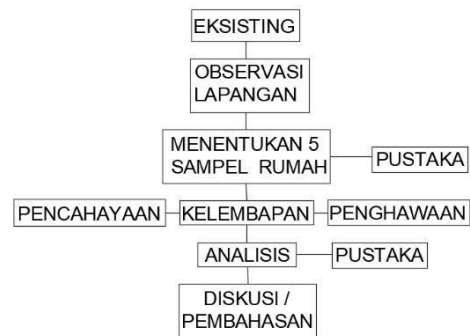 EKSISTING
OBSERVASI
LAPANGAN
MENENTUKAN 5
SAMPEL RUMAH
PUSTAKA
PENCAHAYAAN
KELEMBAPAN
PENGHAWAAN
ANALISIS
PUSTAKA
DISKUSI /
PEMBAHASAN